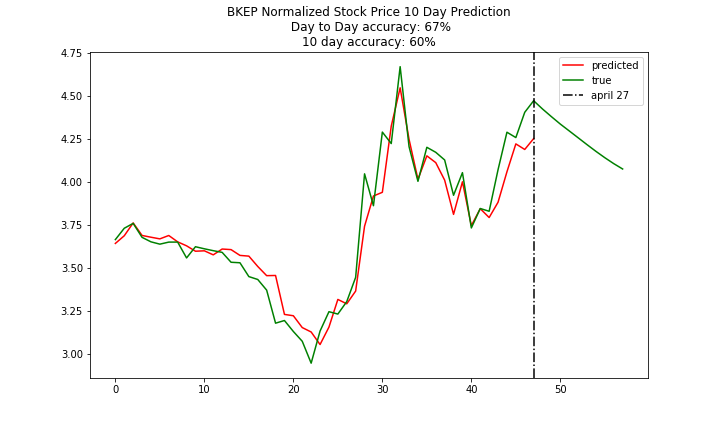 BKEP Normalized Stock Price 10 Day Prediction
Day to Day accuracy: 67%
10 day accuracy: 60%
4.75
4.50
4.25
4.00
3.75
3.50
3.25
3.00
predicted
true
april 27
0
10
20
30
40
50